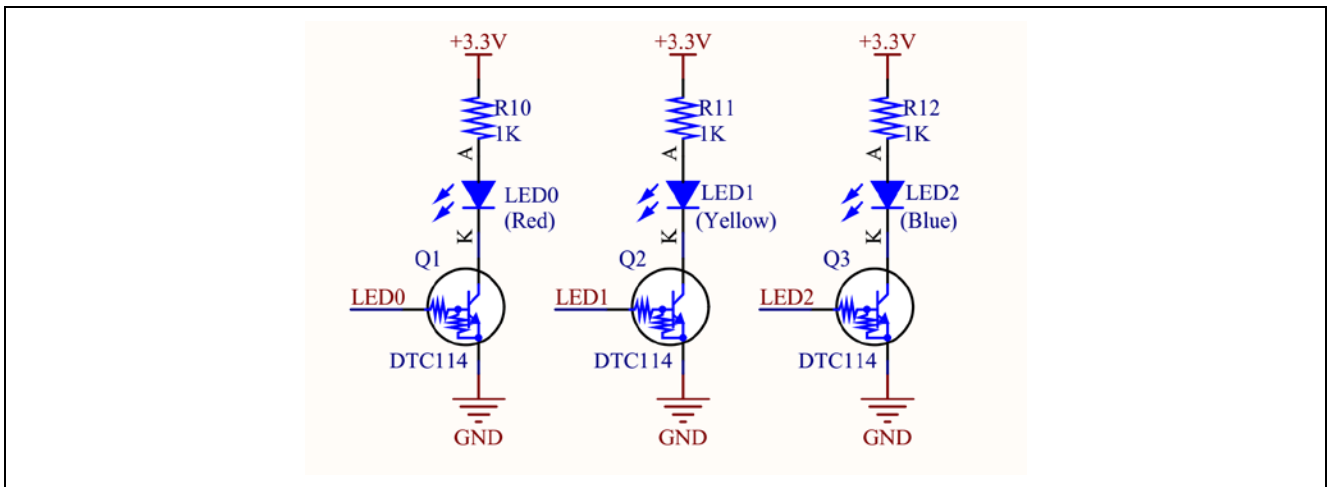 +3.3V +3.3V +3.3V
R10 R11 R12
1K 1K 1K
A A A
LED0 LED1 LED2
(Red) (Yellow) (Blue)
K K K
Q1 Q2 Q3
LED0 LED1 LED2
DTC114 DTC114 DTC114
GND GND GND